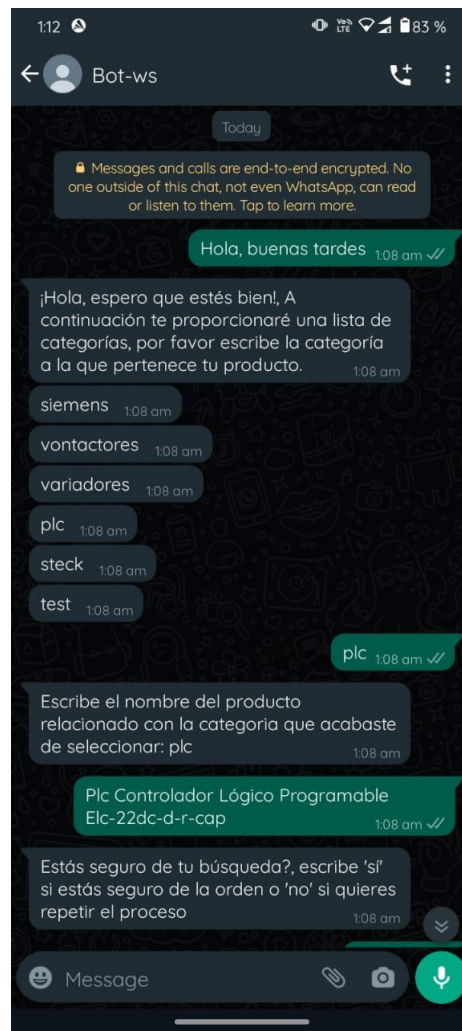 1:12 83 %
Vo)) LTE
Bot-ws
Today
Messages and calls are end-to-end encrypted. No
one outside of this chat, not even WhatsApp, can read
or listen to them. Tap to learn more.
Hola, buenas tardes 1:08 am
¡Hola, espero que estés bien!, A
continuación te proporcionaré una lista de
categorías, por favor escribe la categoría
a la que pertenece tu producto. 1:08 am
siemens 1:08 am
vontactores 1:08 am
variadores 1:08 am
plc 1:08 am
steck 1:08 am
test 1:08 am
plc 1:08 am
Escribe el nombre del producto
relacionado con la categoria que acabaste
de seleccionar: plc 1:08 am
Plc Controlador Lógico Programable
Elc-22dc-d-r-cap 1:08 am
Estás seguro de tu búsqueda?, escribe 'sí'
si estás seguro de la orden o 'no' si quieres
repetir el proceso 1:08 am
Message